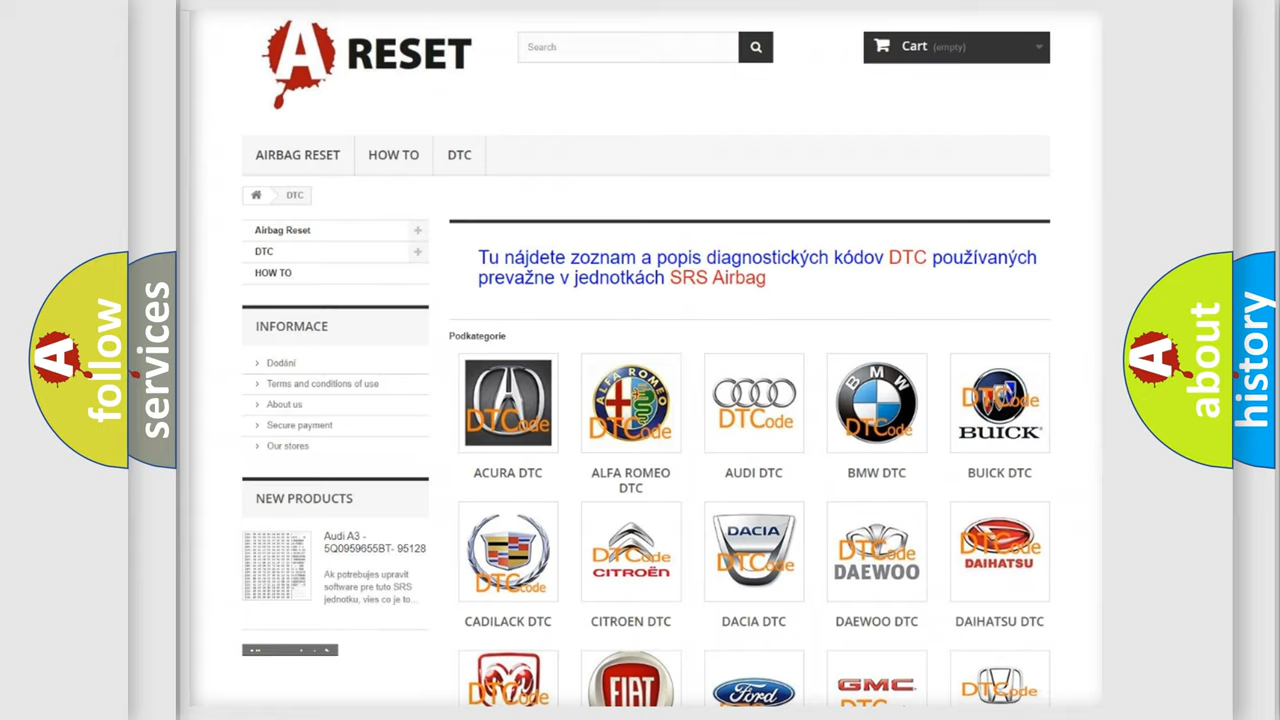 A RESET
Search
Cart (empty)
AIRBAG RESET
HOW TO
DTC
DTC
Airbag Reset
DTC
HOW TO
Tu nájdete zoznam a popis diagnostických kódov DTC používaných
prevažne v jednotkách SRS Airbag
INFORMACE
Dodání
Terms and conditions of use
About us
Secure payment
Our stores
Podkategorie
DTCode
ALFA ROMEO
DTCode
DTCode
BMW
DTCode
DTCode
BUICK
ACURA DTC
ALFA ROMEO
DTC
AUDI DTC
BMW DTC
BUICK DTC
NEW PRODUCTS
Audi A3 -
5Q0959655BT- 95128
Ak potrebujes upravit
software pre tuto SRS
jednotku, vies co je to...
DTCode
DTCode
CITROËN
DACIA
DTCode
DTCode
DAEWOO
DTCode
DAIHATSU
CADILACK DTC
CITROEN DTC
DACIA DTC
DAEWOO DTC
DAIHATSU DTC
DTCode
FIAT
Ford
GMC
DTCode
A
follow
services
A
about
history